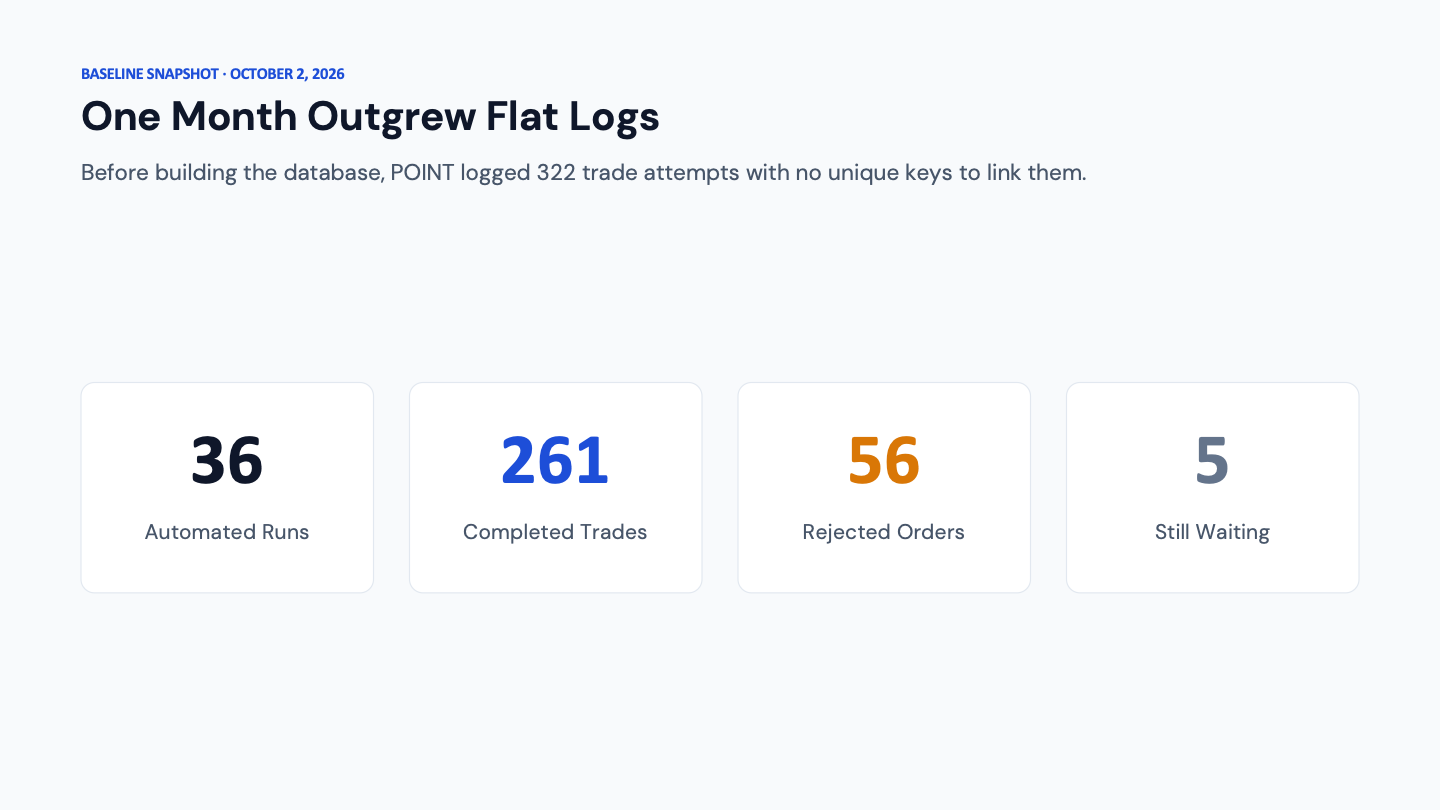 BASELINE SNAPSHOT · OCTOBER 2, 2026
One Month Outgrew Flat Logs
Before building the database, POINT logged 322 trade attempts with no unique keys to link them.
36
Automated Runs
261
Completed Trades
56
Rejected Orders
5
Still Waiting